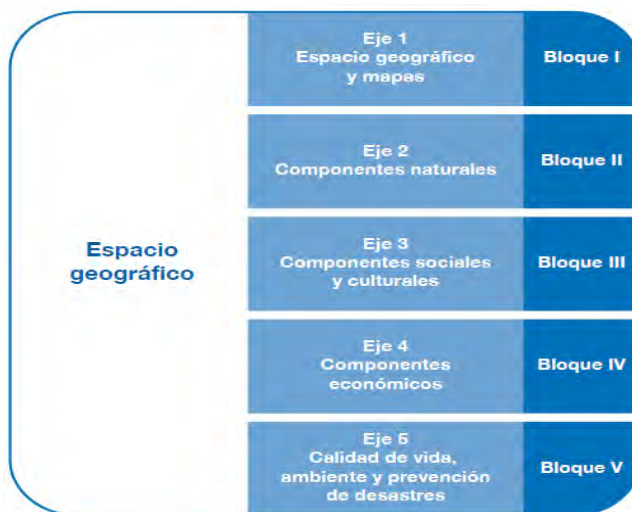 Espacio
geográfico
Eje 1
Espacio geográfico
y mapas
Bloque I
Eje 2
Componentes naturales
Bloque II
Eje 3
Componentes sociales
y culturales
Bloque III
Eje 4
Componentes
económicos
Bloque IV
Eje 5
Calidad de vida,
ambiente y prevención
de desastres
Bloque V